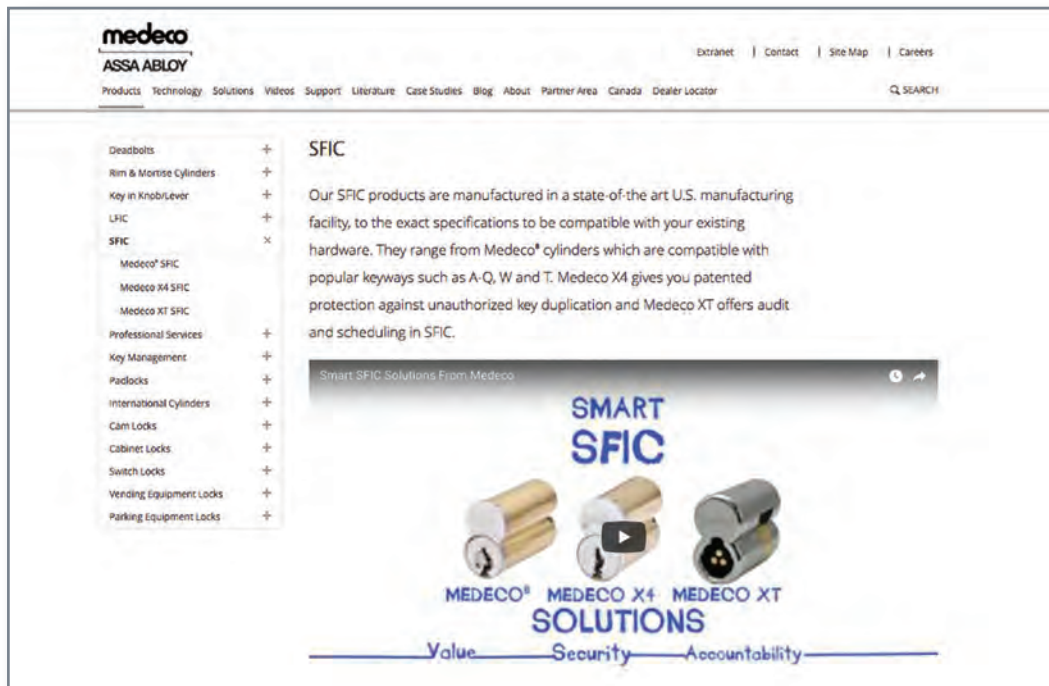 medeco
ASSA ABLOY
Extranet | Contact | Site Map | Careers
Products Technology Solutions Videos Support Literature Case Studies Blog About Partner Area Canada Dealer Locator SEARCH
Deadbolts +
Rim & Mortise Cylinders +
Key in Knob/Lever +
LFIC +
SFIC ×
Medeco⁸ SFIC
Medeco X4 SFIC
Medeco XT SFIC
Professional Services +
Key Management +
Padlocks +
International Cylinders +
Cam Locks +
Cabinet Locks +
Switch Locks +
Vending Equipment Locks +
Parking Equipment Locks +
SFIC
Our SFIC products are manufactured in a state-of-the art U.S. manufacturing
facility, to the exact specifications to be compatible with your existing
hardware. They range from Medeco⁸ cylinders which are compatible with
popular keyways such as A-Q, W and T. Medeco X4 gives you patented
protection against unauthorized key duplication and Medeco XT offers audit
and scheduling in SFIC.
Smart SFIC Solutions From Medeco
SMART
SFIC
MEDECO⁸ MEDECO X4 MEDECO XT
SOLUTIONS
Value Security Accountability